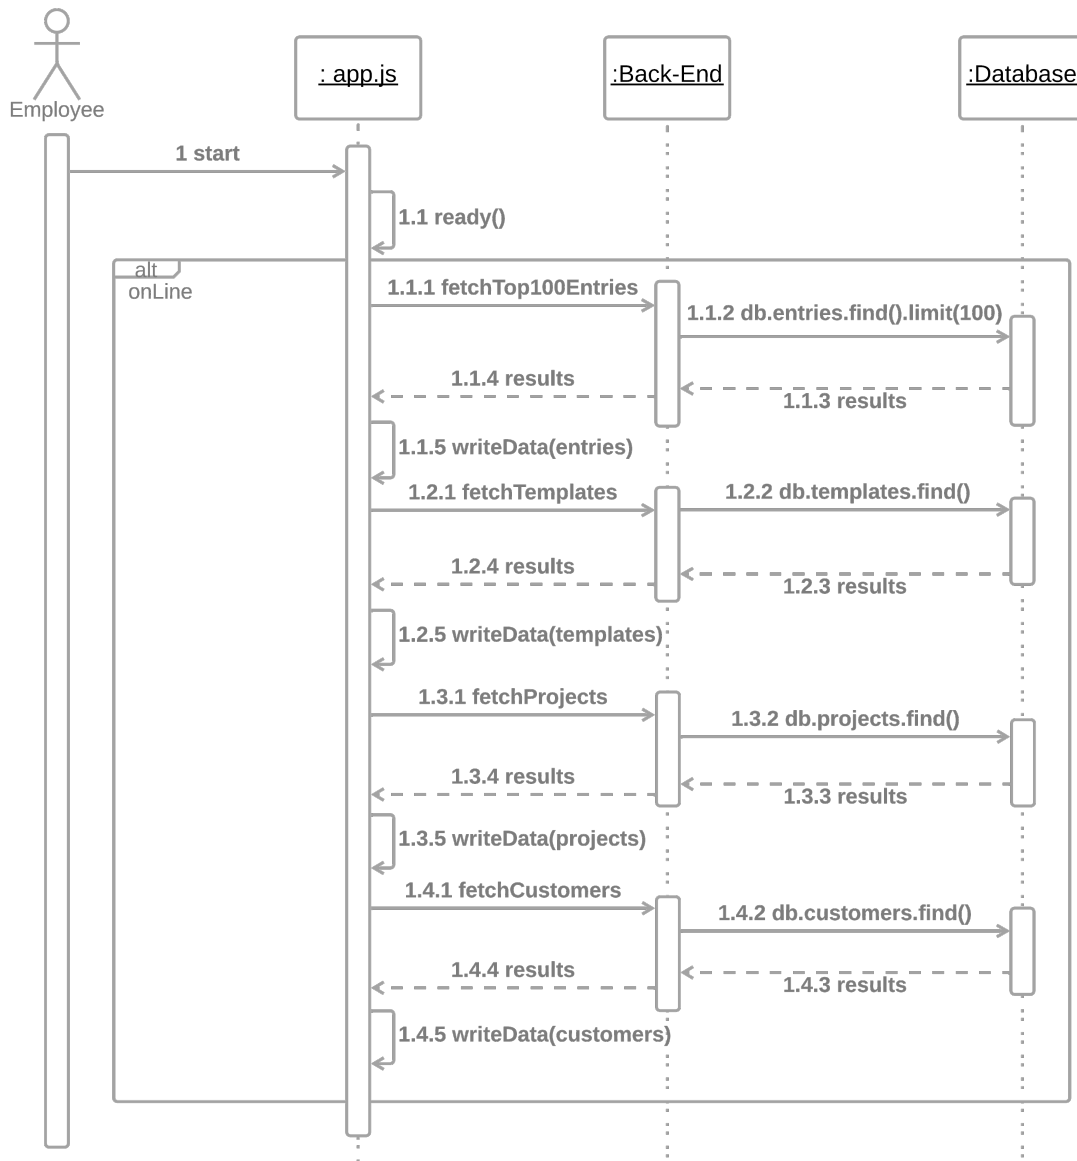 Employee
: app.js
:Back-End
:Database
1 start
1.1 ready()
alt
onLine
1.1.1 fetchTop100Entries
1.1.2 db.entries.find().limit(100)
1.1.4 results
1.1.3 results
1.1.5 writeData(entries)
1.2.1 fetchTemplates
1.2.2 db.templates.find()
1.2.4 results
1.2.3 results
1.2.5 writeData(templates)
1.3.1 fetchProjects
1.3.2 db.projects.find()
1.3.4 results
1.3.3 results
1.3.5 writeData(projects)
1.4.1 fetchCustomers
1.4.2 db.customers.find()
1.4.4 results
1.4.3 results
1.4.5 writeData(customers)